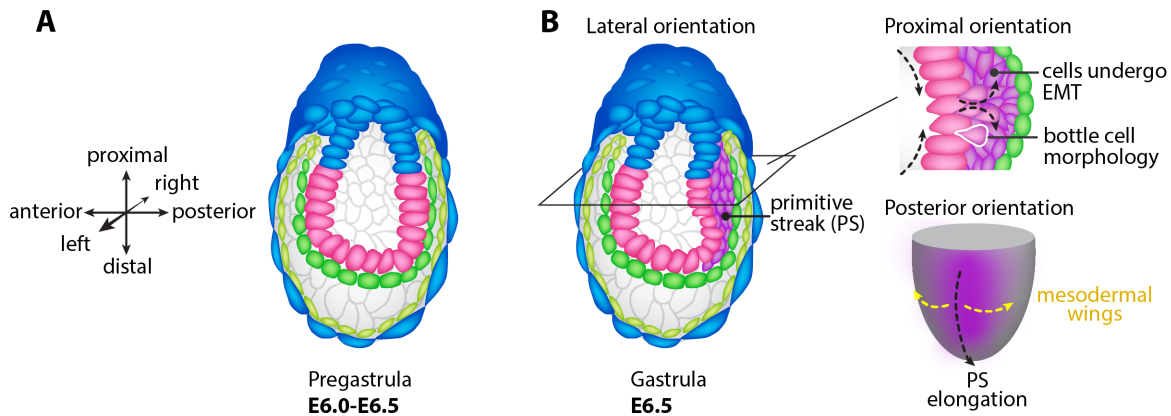 A
proximal
right
anterior
posterior
left
distal
Pregastrula
E6.0-E6.5
B
Lateral orientation
primitive
streak (PS)
Gastrula
E6.5
Proximal orientation
cells undergo
EMT
bottle cell
morphology
Posterior orientation
mesodermal
wings
PS
elongation